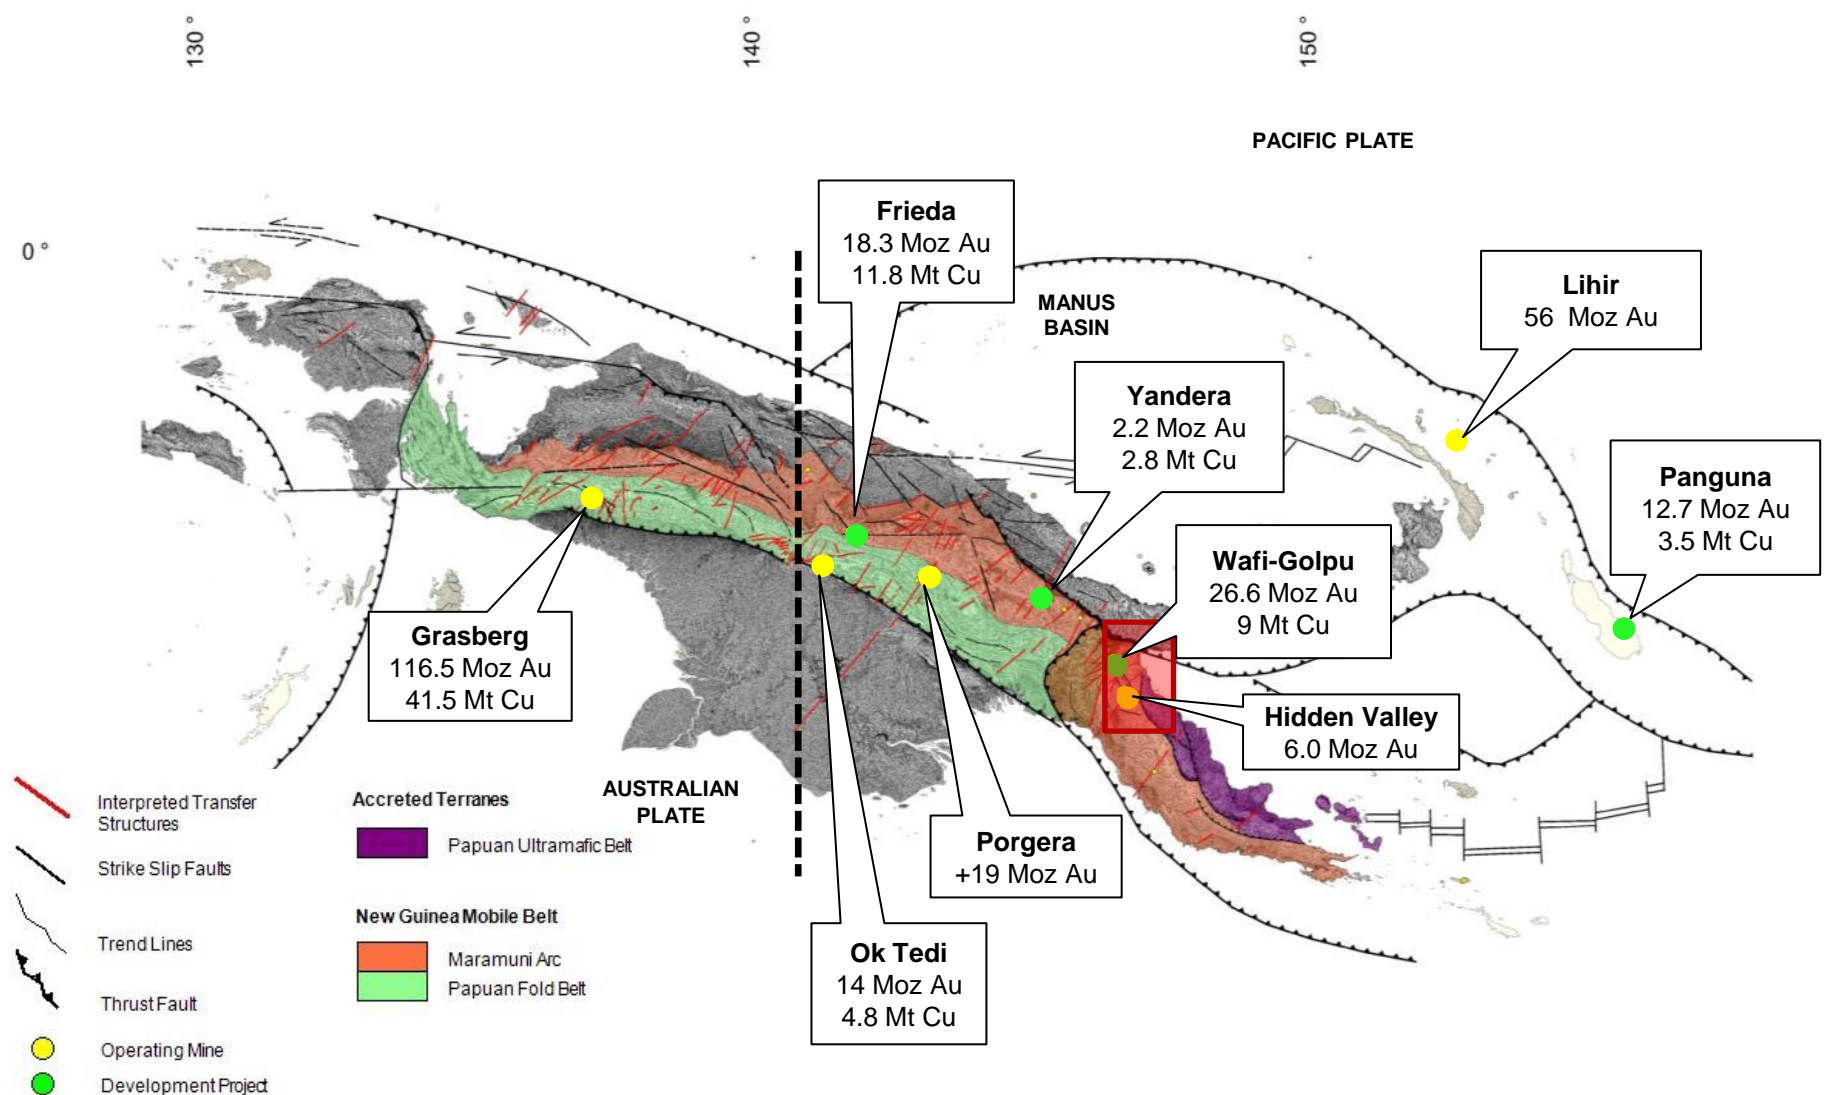 130 °
140 °
150 °
0 °
PACIFIC PLATE
Frieda
18.3 Moz Au
11.8 Mt Cu
MANUS
BASIN
Lihir
56 Moz Au
Yandera
2.2 Moz Au
2.8 Mt Cu
Panguna
12.7 Moz Au
3.5 Mt Cu
Wafi-Golpu
26.6 Moz Au
9 Mt Cu
Grasberg
116.5 Moz Au
41.5 Mt Cu
Hidden Valley
6.0 Moz Au
AUSTRALIAN
PLATE
Porgera
+19 Moz Au
Ok Tedi
14 Moz Au
4.8 Mt Cu
Interpreted Transfer
Structures
Strike Slip Faults
Trend Lines
Thrust Fault
Operating Mine
Development Project
Accreted Terranes
Papuan Ultramafic Belt
New Guinea Mobile Belt
Maramuni Arc
Papuan Fold Belt